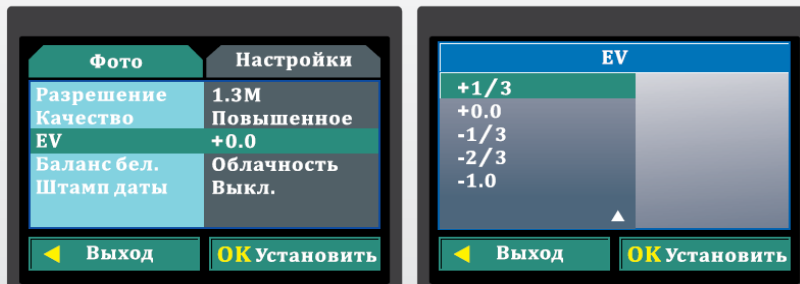 Фото Настройки
Разрешение 1.3M
Качество Повышенное
EV +0.0
Баланс бел. Облачность
Штамп даты Выкл.
Выход OK Установить
EV
+1/3
+0.0
-1/3
-2/3
-1.0
Выход OK Установить